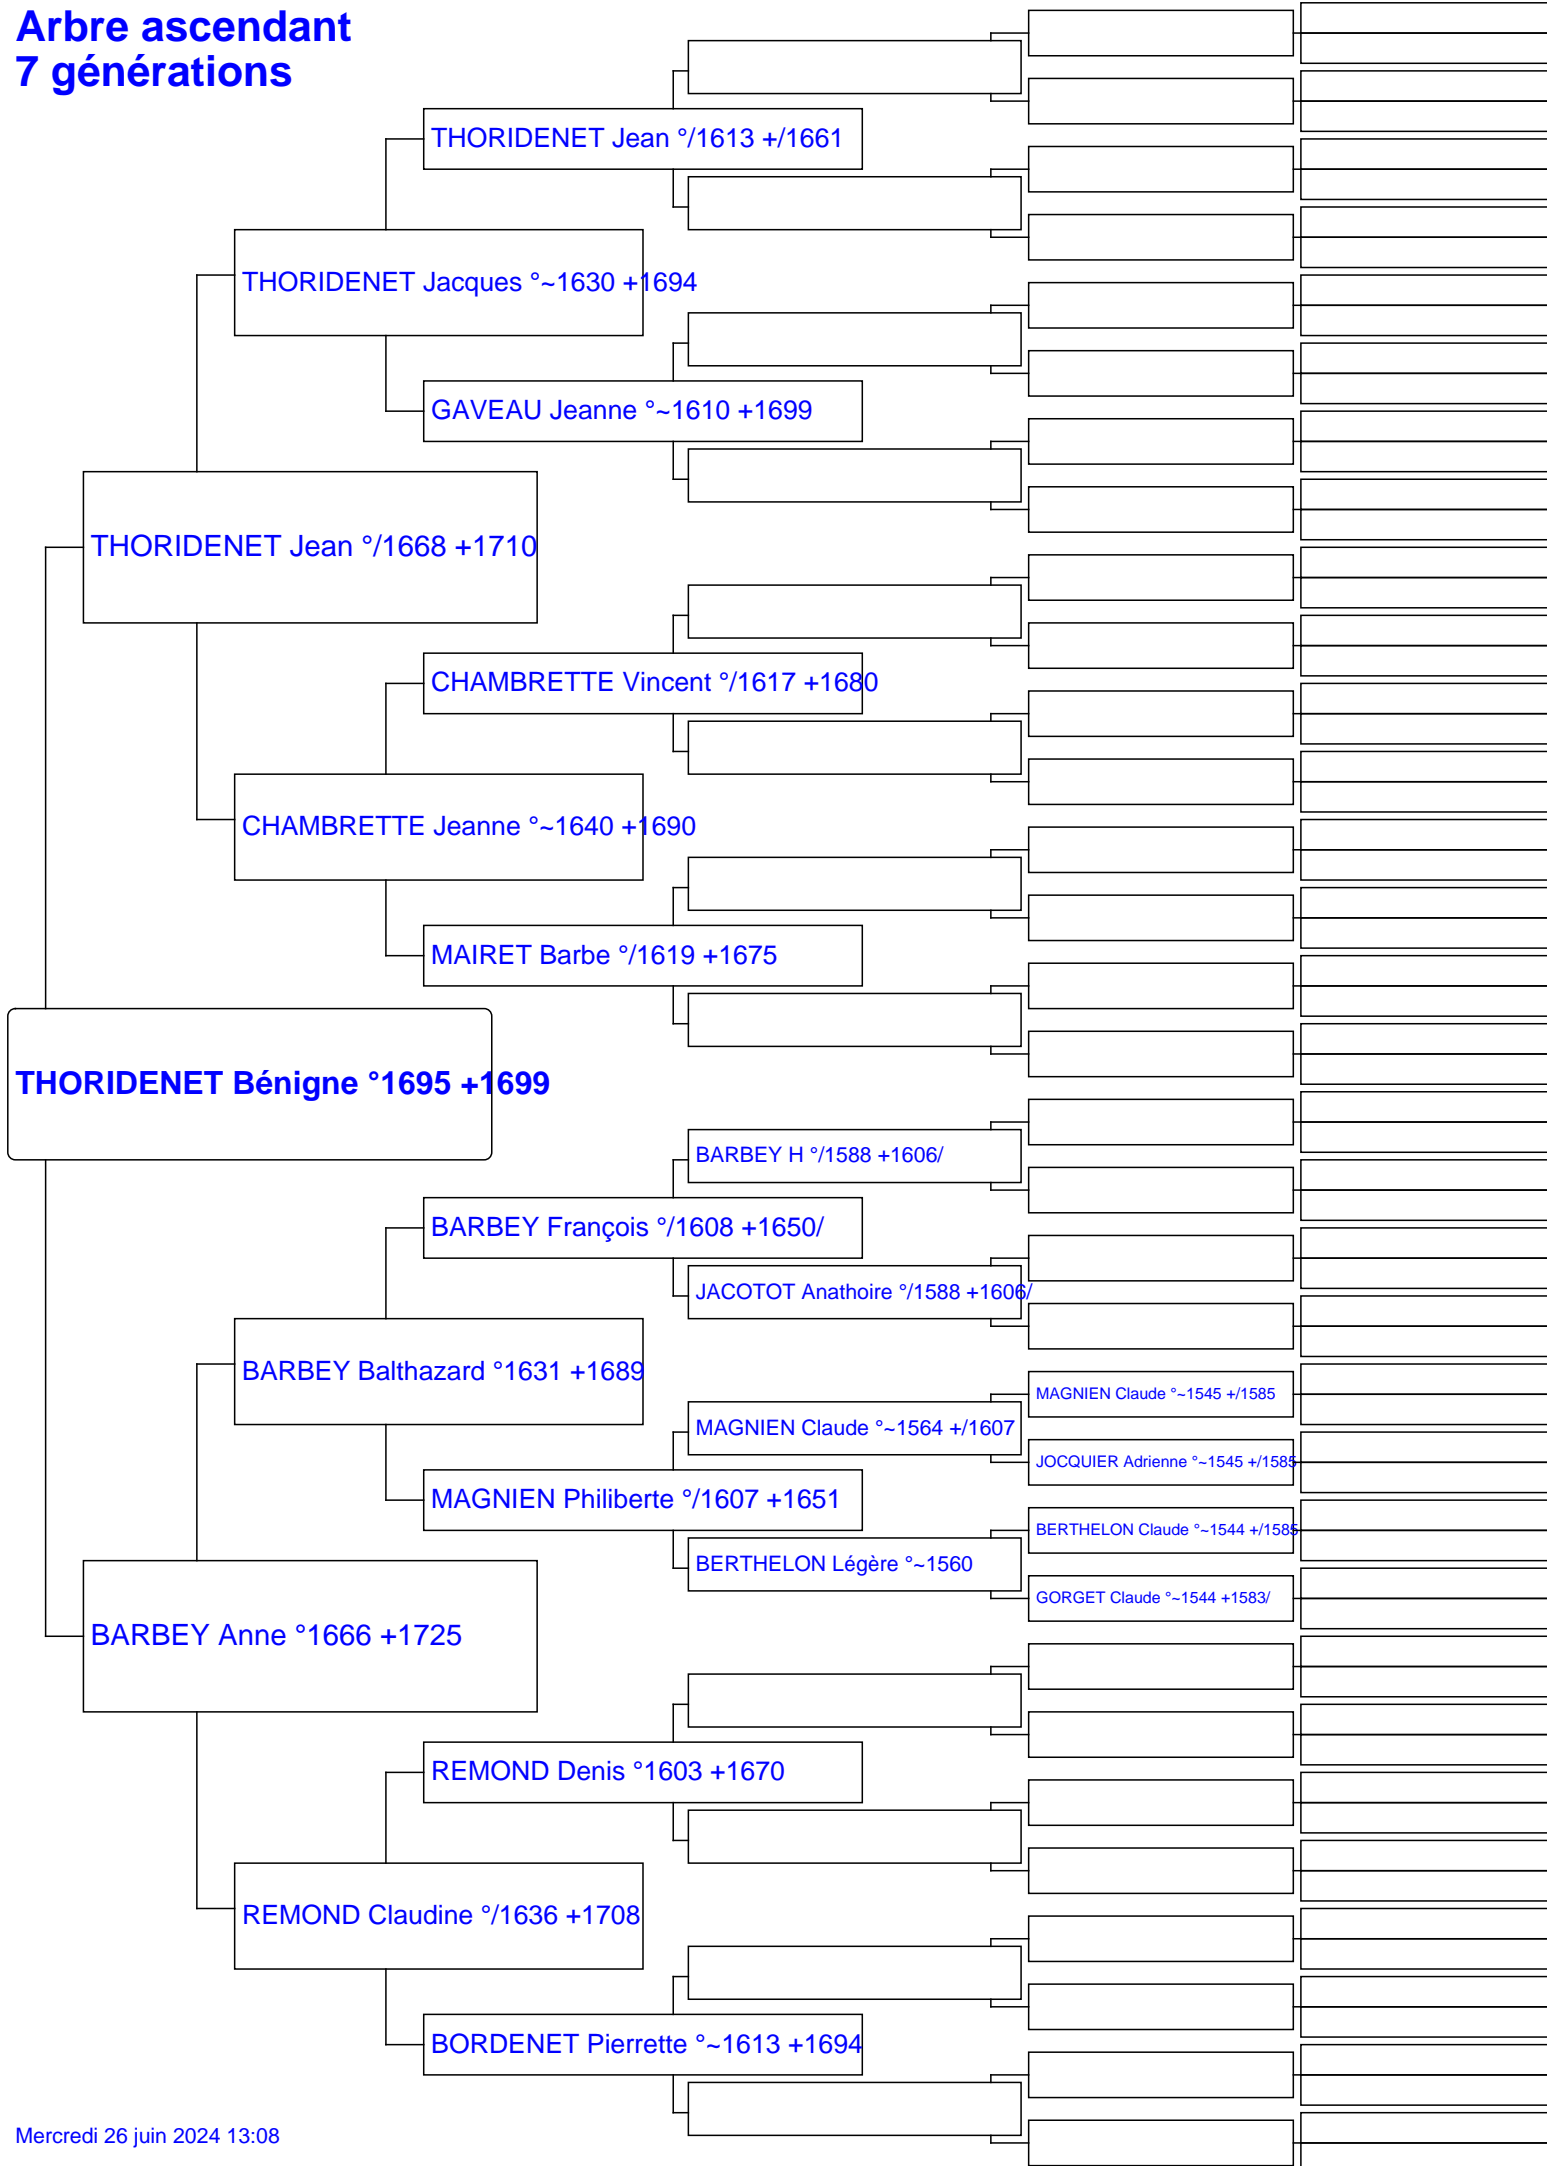 Arbre ascendant
7 générations
THORIDENET Jean °/1613 +/1661
THORIDENET Jacques °~1630 +1694
GAVEAU Jeanne °~1610 +1699
THORIDENET Jean °/1668 +1710
CHAMBRETTE Vincent °/1617 +1680
CHAMBRETTE Jeanne °~1640 +1690
MAIRET Barbe °/1619 +1675
THORIDENET Bénigne °1695 +1699
BARBEY H °/1588 +1606/
BARBEY François °/1608 +1650/
JACOTOT Anathoire °/1588 +1606/
BARBEY Balthazard °1631 +1689
MAGNIEN Claude °~1545 +/1585
MAGNIEN Claude °~1564 +/1607
JOCQUIER Adrienne °~1545 +/1585
MAGNIEN Philiberte °/1607 +1651
BERTHELON Claude °~1544 +/1585
BERTHELON Légère °~1560
GORGET Claude °~1544 +1583/
BARBEY Anne °1666 +1725
REMOND Denis °1603 +1670
REMOND Claudine °/1636 +1708
BORDENET Pierrette °~1613 +1694
Mercredi 26 juin 2024 13:08